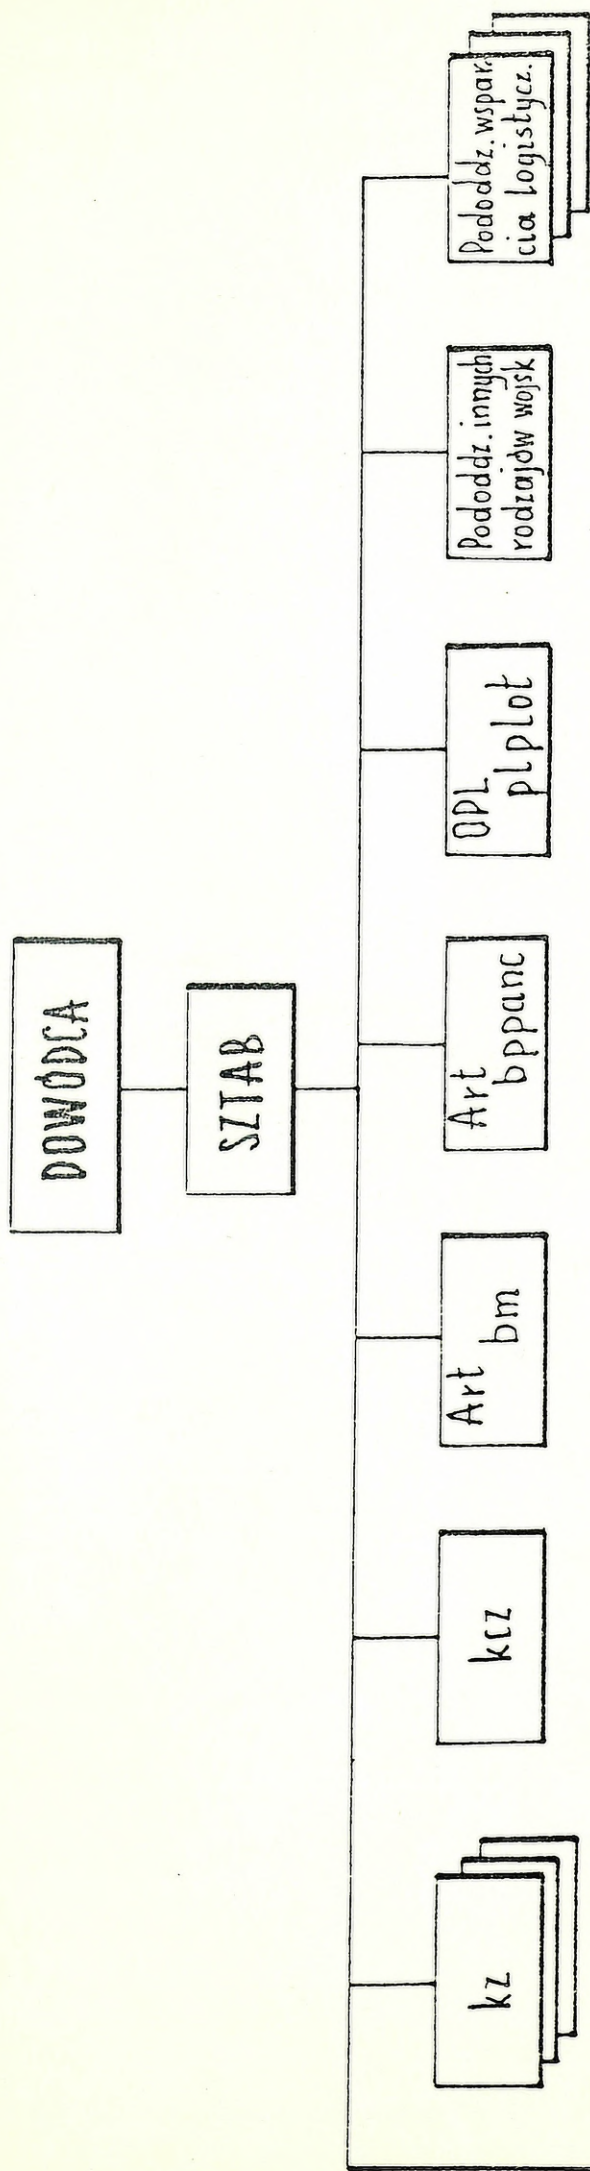 DOWÓDCA
SZTAB
kz
kcz
Art
bm
Art
bppanc
OPL
plplot
Pododdz. innych
rodzajów wojsk
Pododdz. wspar.
cia logistycz.